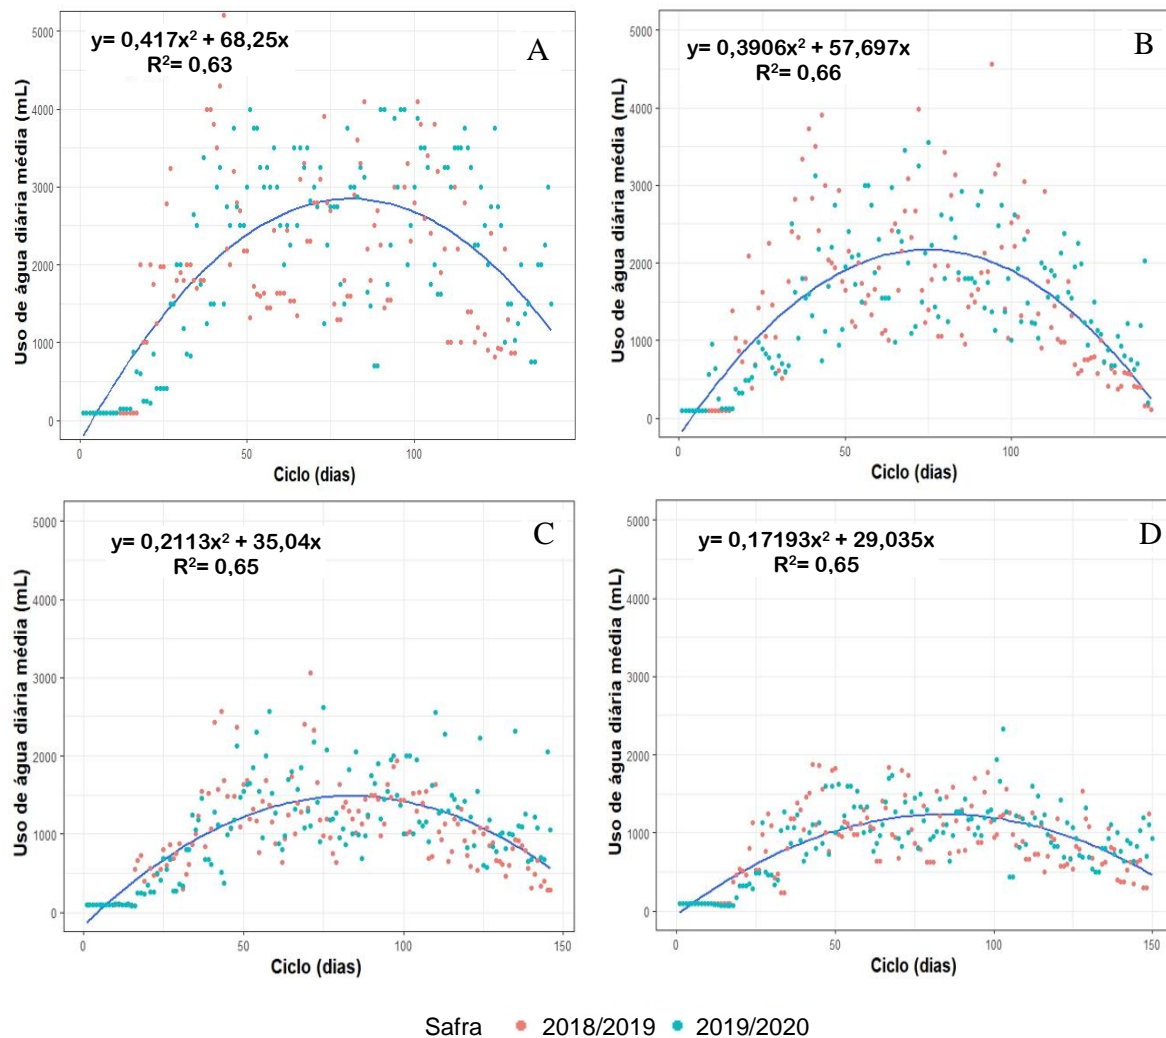 y= 0,417x² + 68,25x
R²= 0,63
A
Uso de água diária média (mL)
5000
4000
3000
2000
1000
0
0 50 100
Ciclo (dias)
y= 0,3906x² + 57,697x
R²= 0,66
B
Uso de água diária média (mL)
5000
4000
3000
2000
1000
0
0 50 100
Ciclo (dias)
y= 0,2113x² + 35,04x
R²= 0,65
C
Uso de água diária média (mL)
5000
4000
3000
2000
1000
0
0 50 100 150
Ciclo (dias)
y= 0,17193x² + 29,035x
R²= 0,65
D
Uso de água diária média (mL)
5000
4000
3000
2000
1000
0
0 50 100 150
Ciclo (dias)
Safra 2018/2019 2019/2020